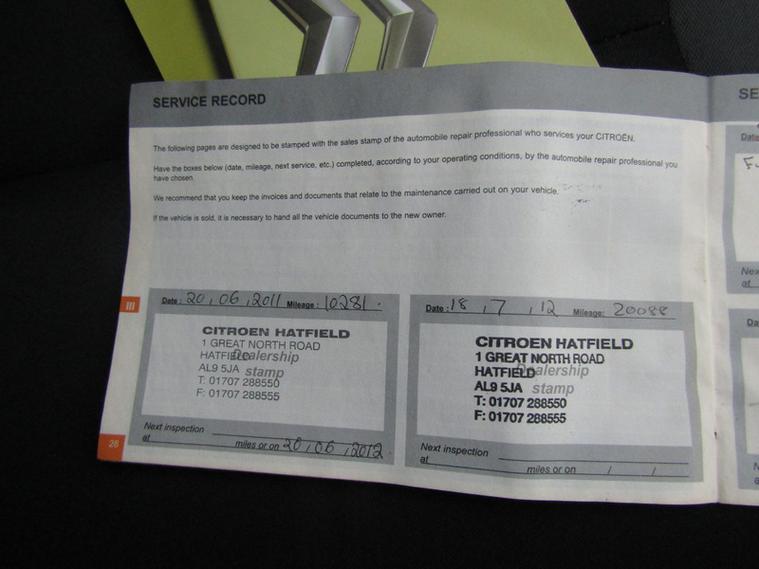 SERVICE RECORD
The following pages are designed to be stamped with the sales stamp of the automobile repair professional who services your CITROËN.
Have the boxes below (date, mileage, next service, etc.) completed, according to your operating conditions, by the automobile repair professional you
have chosen.
We recommend that you keep the invoices and documents that relate to the maintenance carried out on your vehicle.
If the vehicle is sold, it is necessary to hand all the vehicle documents to the new owner.
III
Date: 20, 06, 2011 Mileage: 10281.
CITROEN HATFIELD
1 GREAT NORTH ROAD
HATFIELD Dealership
AL9 5JA stamp
T: 01707 288550
F: 01707 288555
Next inspection
at miles or on 20, 06, 2012
26
Date: 18, 7, 12 Mileage: 20088
CITROEN HATFIELD
1 GREAT NORTH ROAD
HATFIELD Dealership
AL9 5JA stamp
T: 01707 288550
F: 01707 288555
Next inspection
at miles or on / /
SE
Date
Nex
at
Da